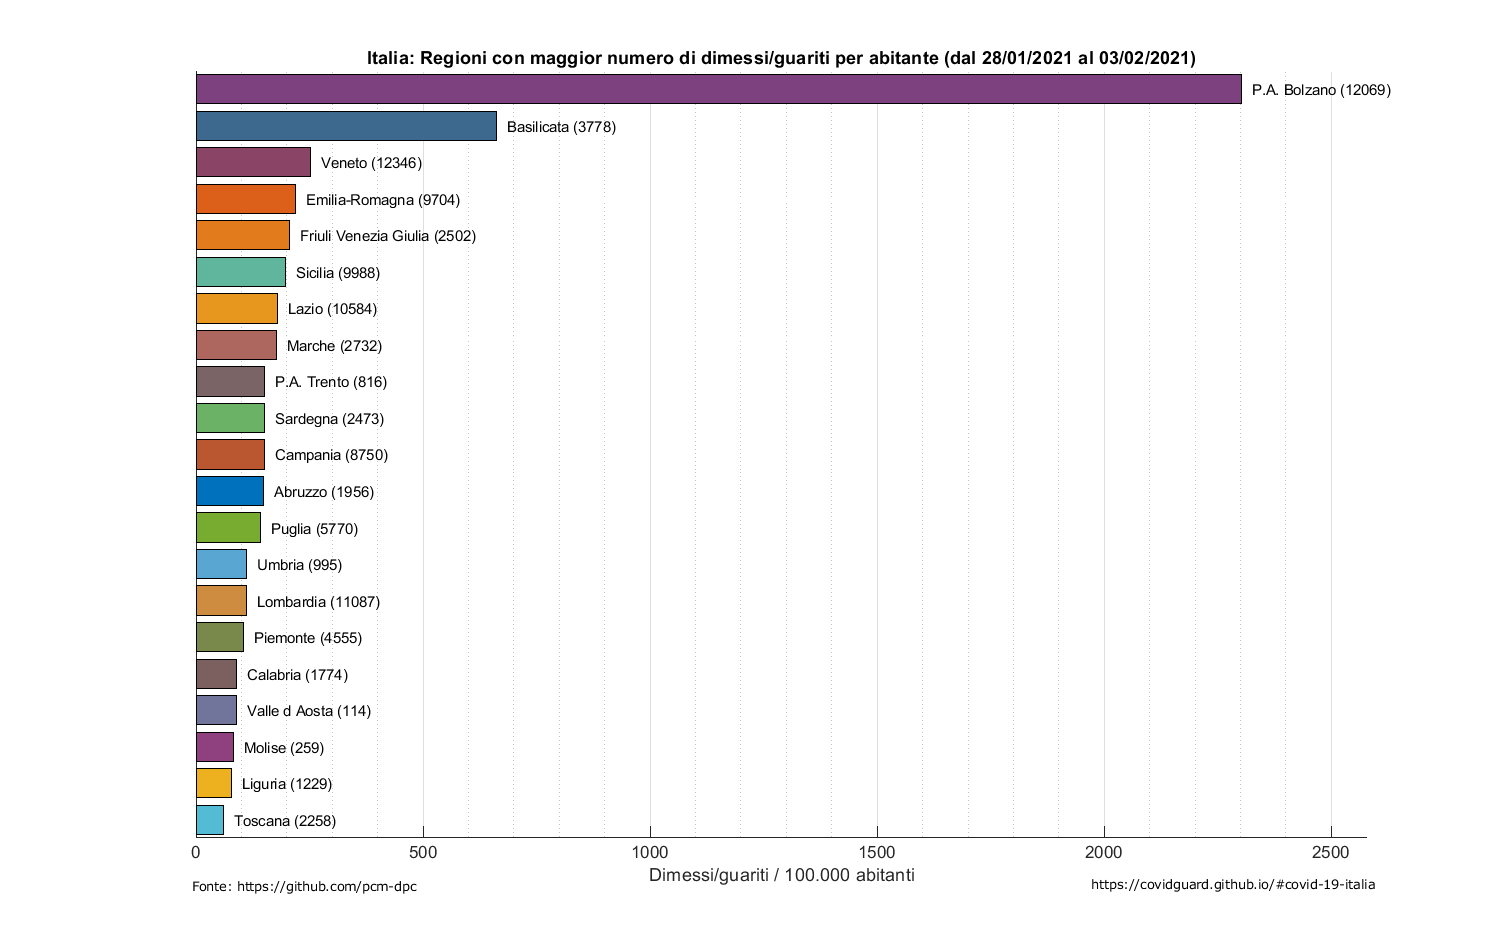 Italia: Regioni con maggior numero di dimessi/guariti per abitante (dal 28/01/2021 al 03/02/2021)
P.A. Bolzano (12069)
Basilicata (3778)
Veneto (12346)
Emilia-Romagna (9704)
Friuli Venezia Giulia (2502)
Sicilia (9988)
Lazio (10584)
Marche (2732)
P.A. Trento (816)
Sardegna (2473)
Campania (8750)
Abruzzo (1956)
Puglia (5770)
Umbria (995)
Lombardia (11087)
Piemonte (4555)
Calabria (1774)
Valle d Aosta (114)
Molise (259)
Liguria (1229)
Toscana (2258)
0 500 1000 1500 2000 2500
Dimessi/guariti / 100.000 abitanti
Fonte: https://github.com/pcm-dpc
https://covidguard.github.io/#covid-19-italia